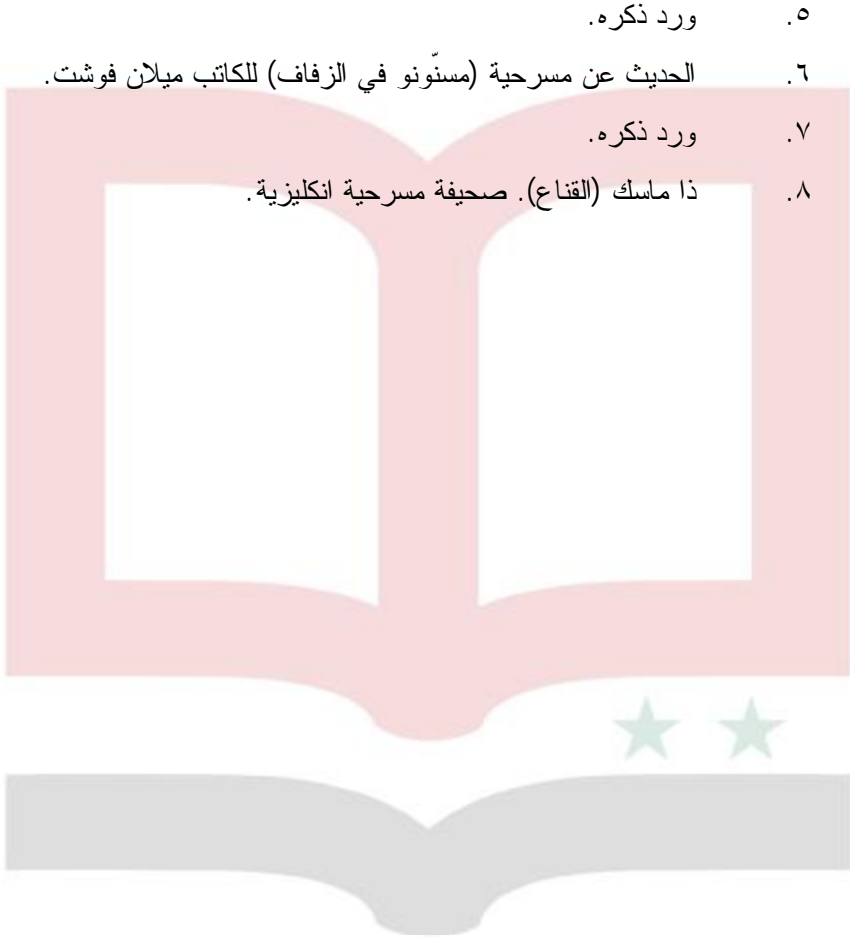 ٥. ورد ذكره.
٦. الحديث عن مسرحية (مسنّونو في الزفاف) للكاتب ميلان فوشت.
٧. ورد ذكره.
٨. ذا ماسك (القناع). صحيفة مسرحية انكليزية.